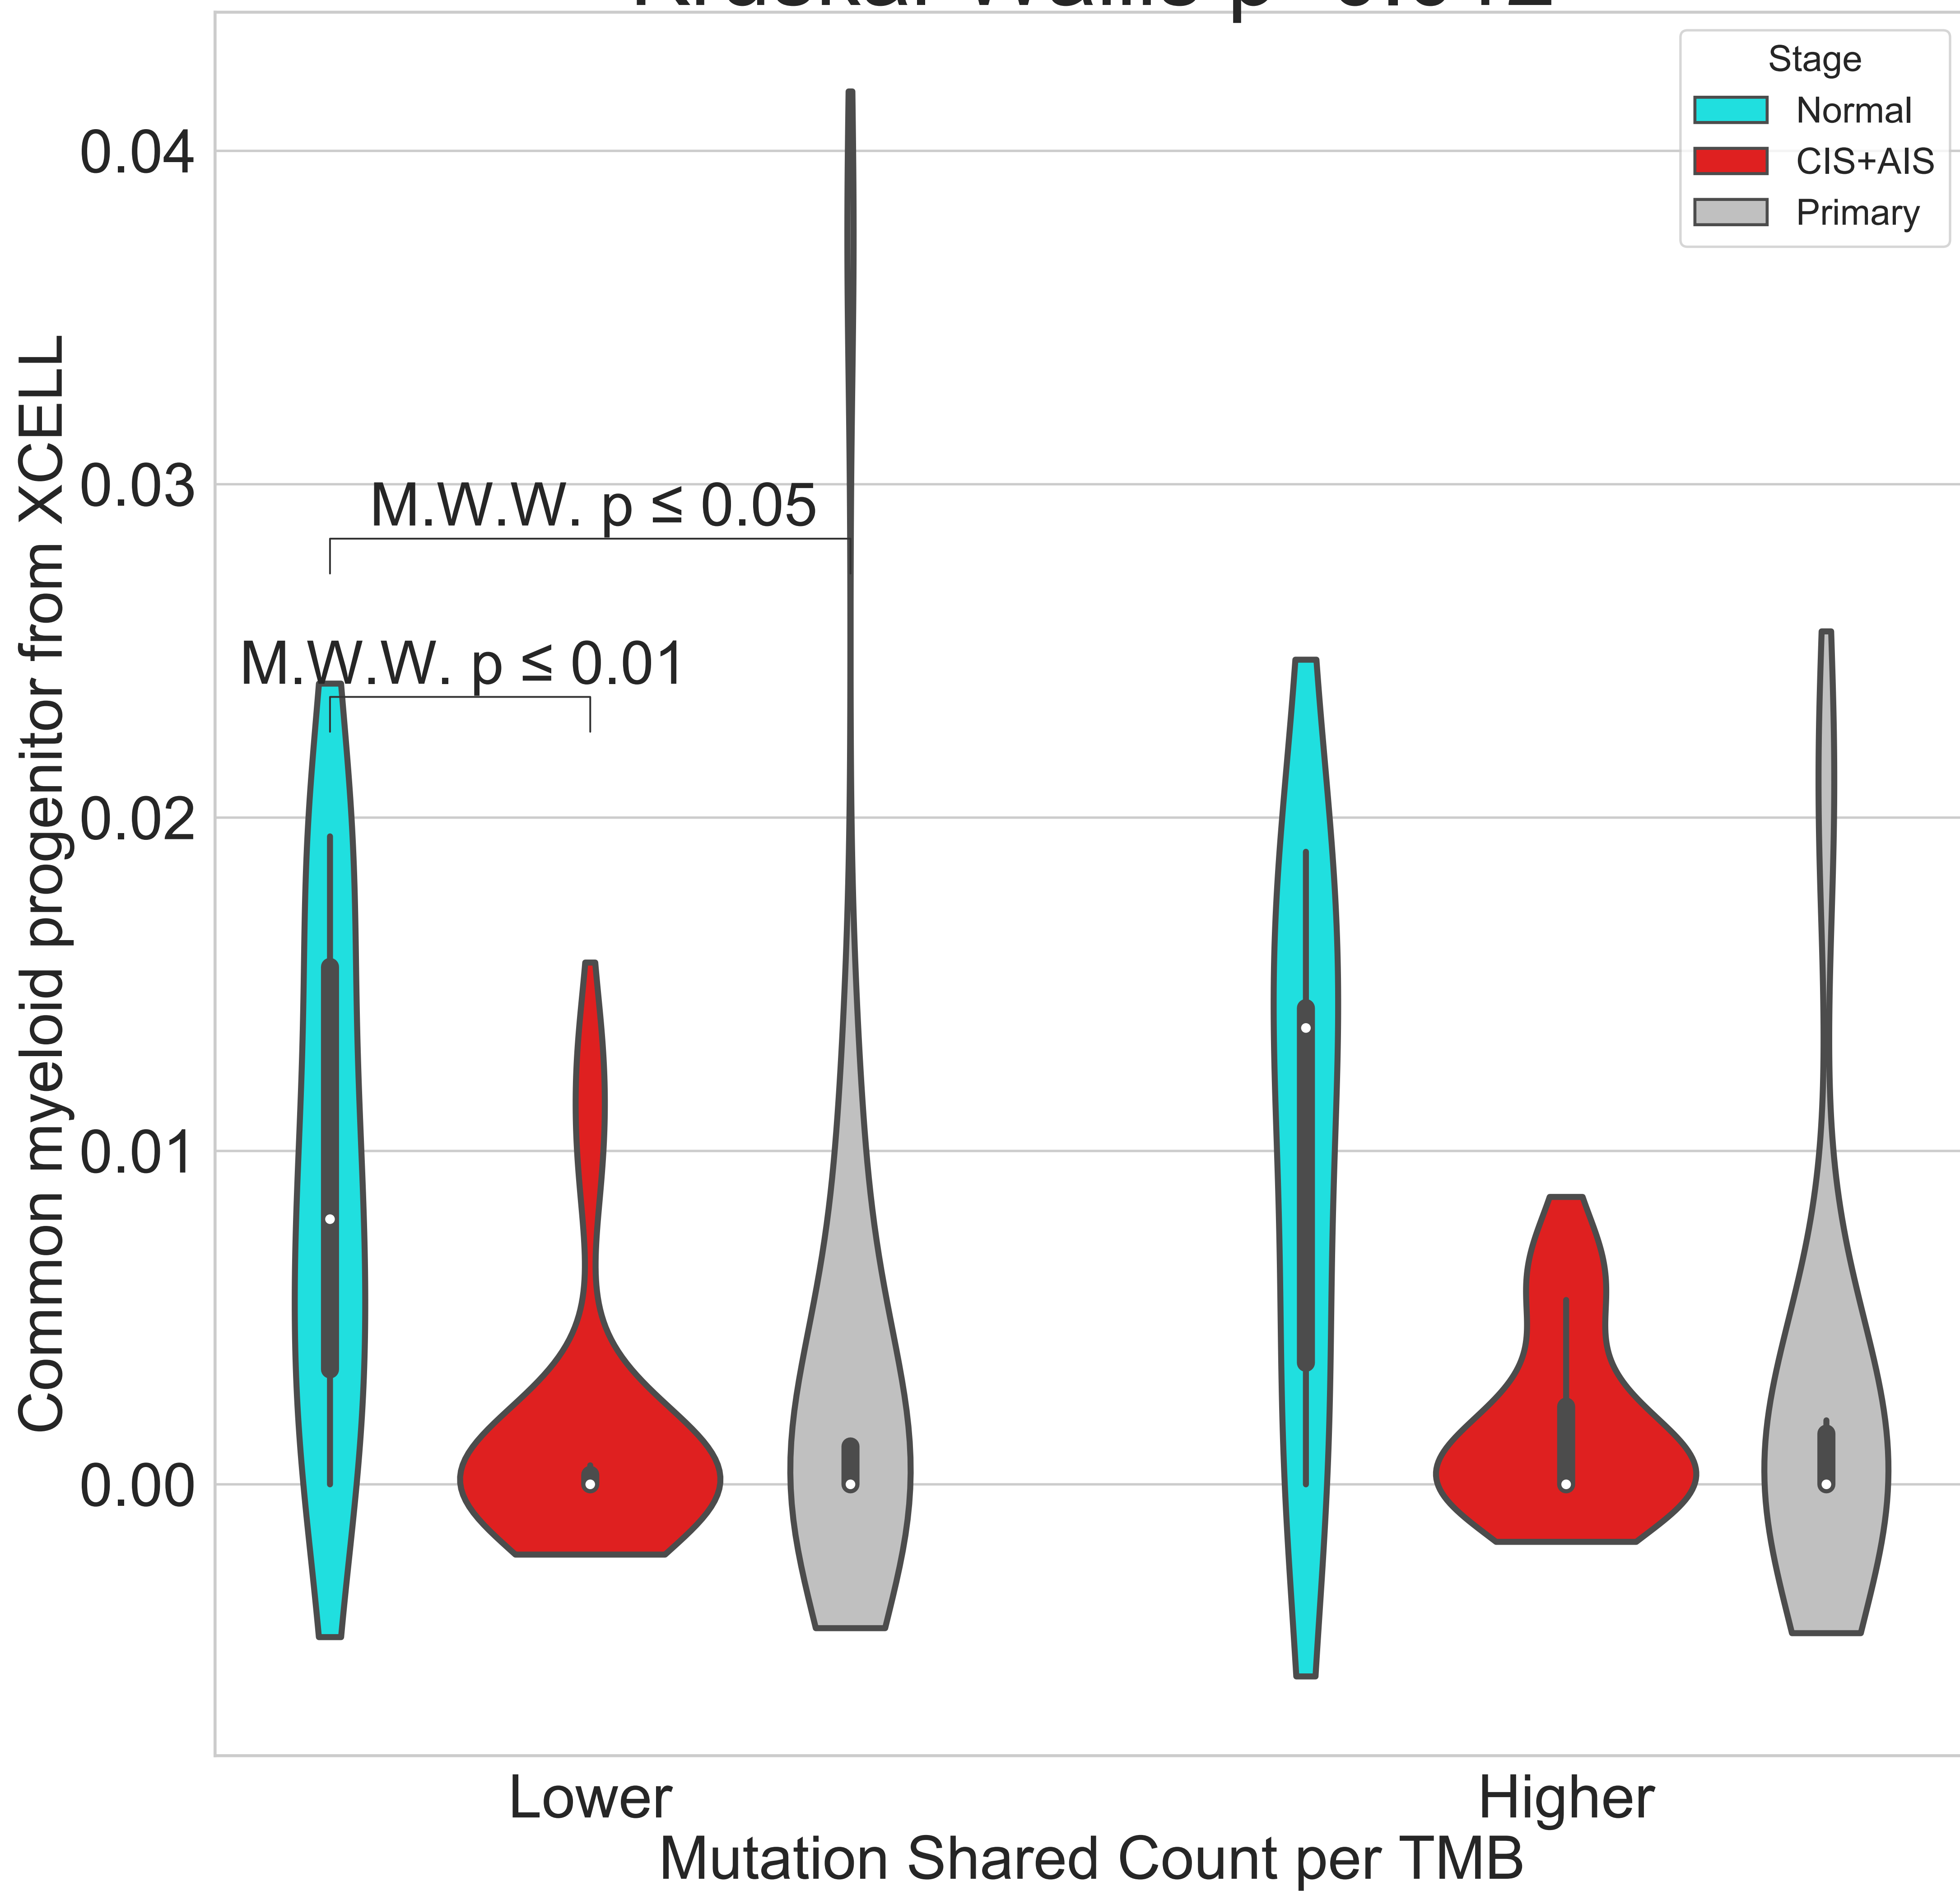 Stage
Normal
CIS+AIS
Primary
Common myeloid progenitor from XCELL
0.04
0.03
0.02
0.01
0.00
M.W.W. p ≤ 0.05
M.W.W. p ≤ 0.01
Lower
Higher
Mutation Shared Count per TMB